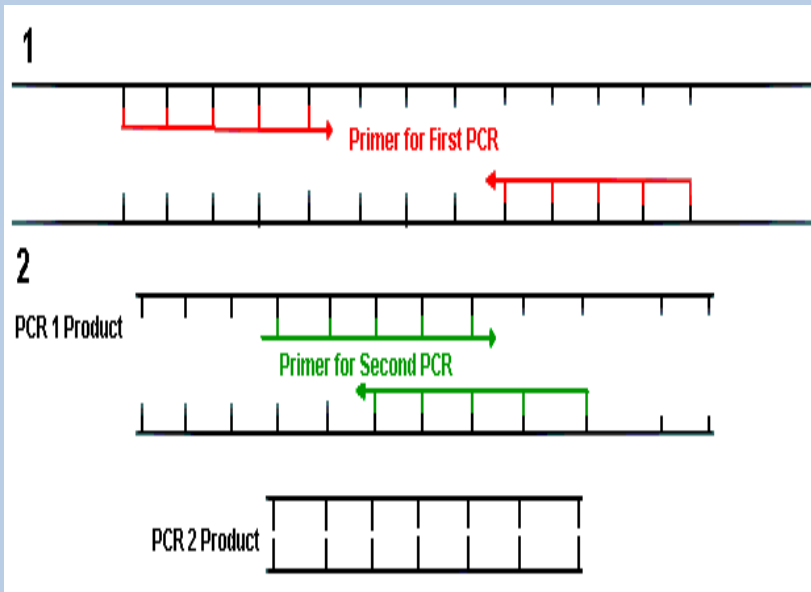 1
Primer for First PCR
2
PCR 1 Product
Primer for Second PCR
PCR 2 Product